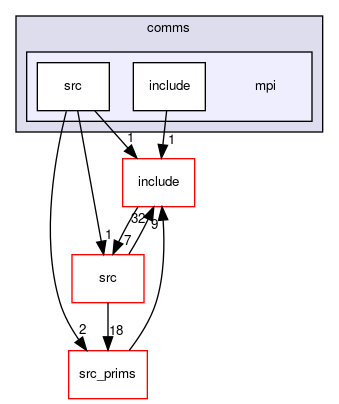 comms
src
include
mpi
1
1
include
32
7
9
1
src
2
18
src_prims